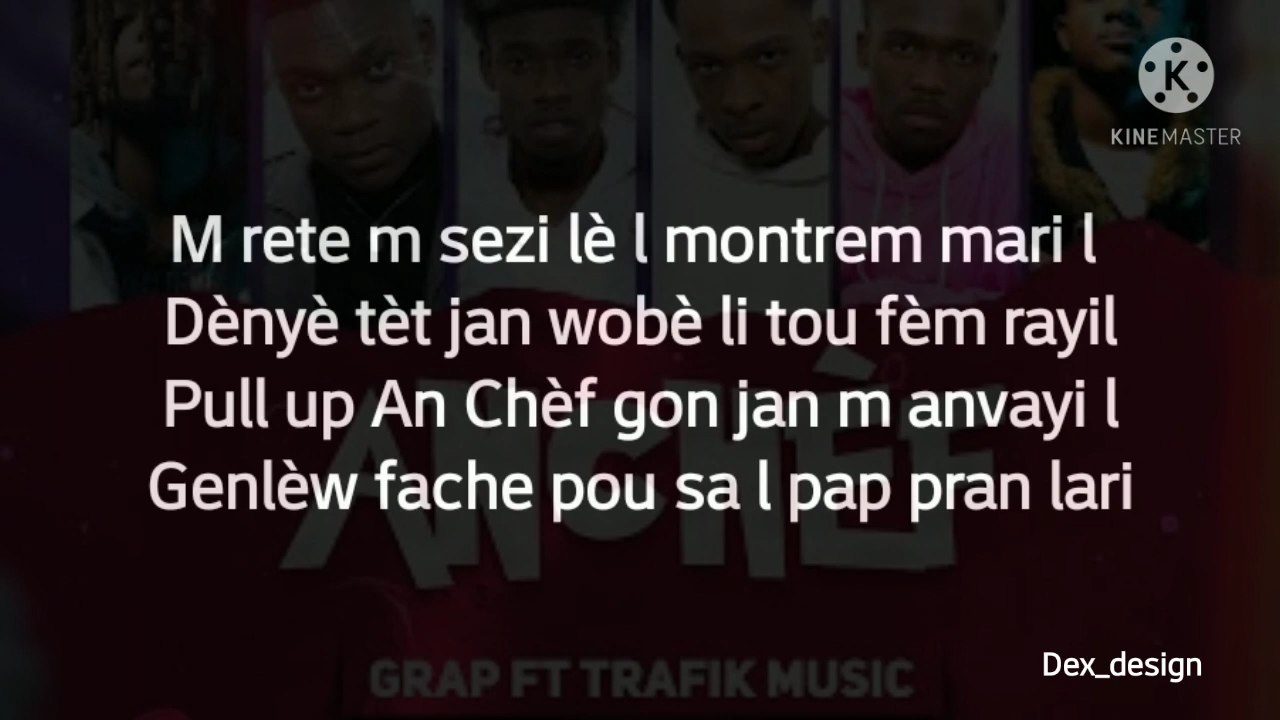 K
KINEMASTER
M rete m sezi lè l montrem mari l
Dènyè tèt jan wobè li tou fèm rayil
Pull up An Chèf gon jan m anvayi l
Genlèw fache pou sa l pap pran lari
ANCHÈF
GRAP FT TRAFIK MUSIC
Dex_design